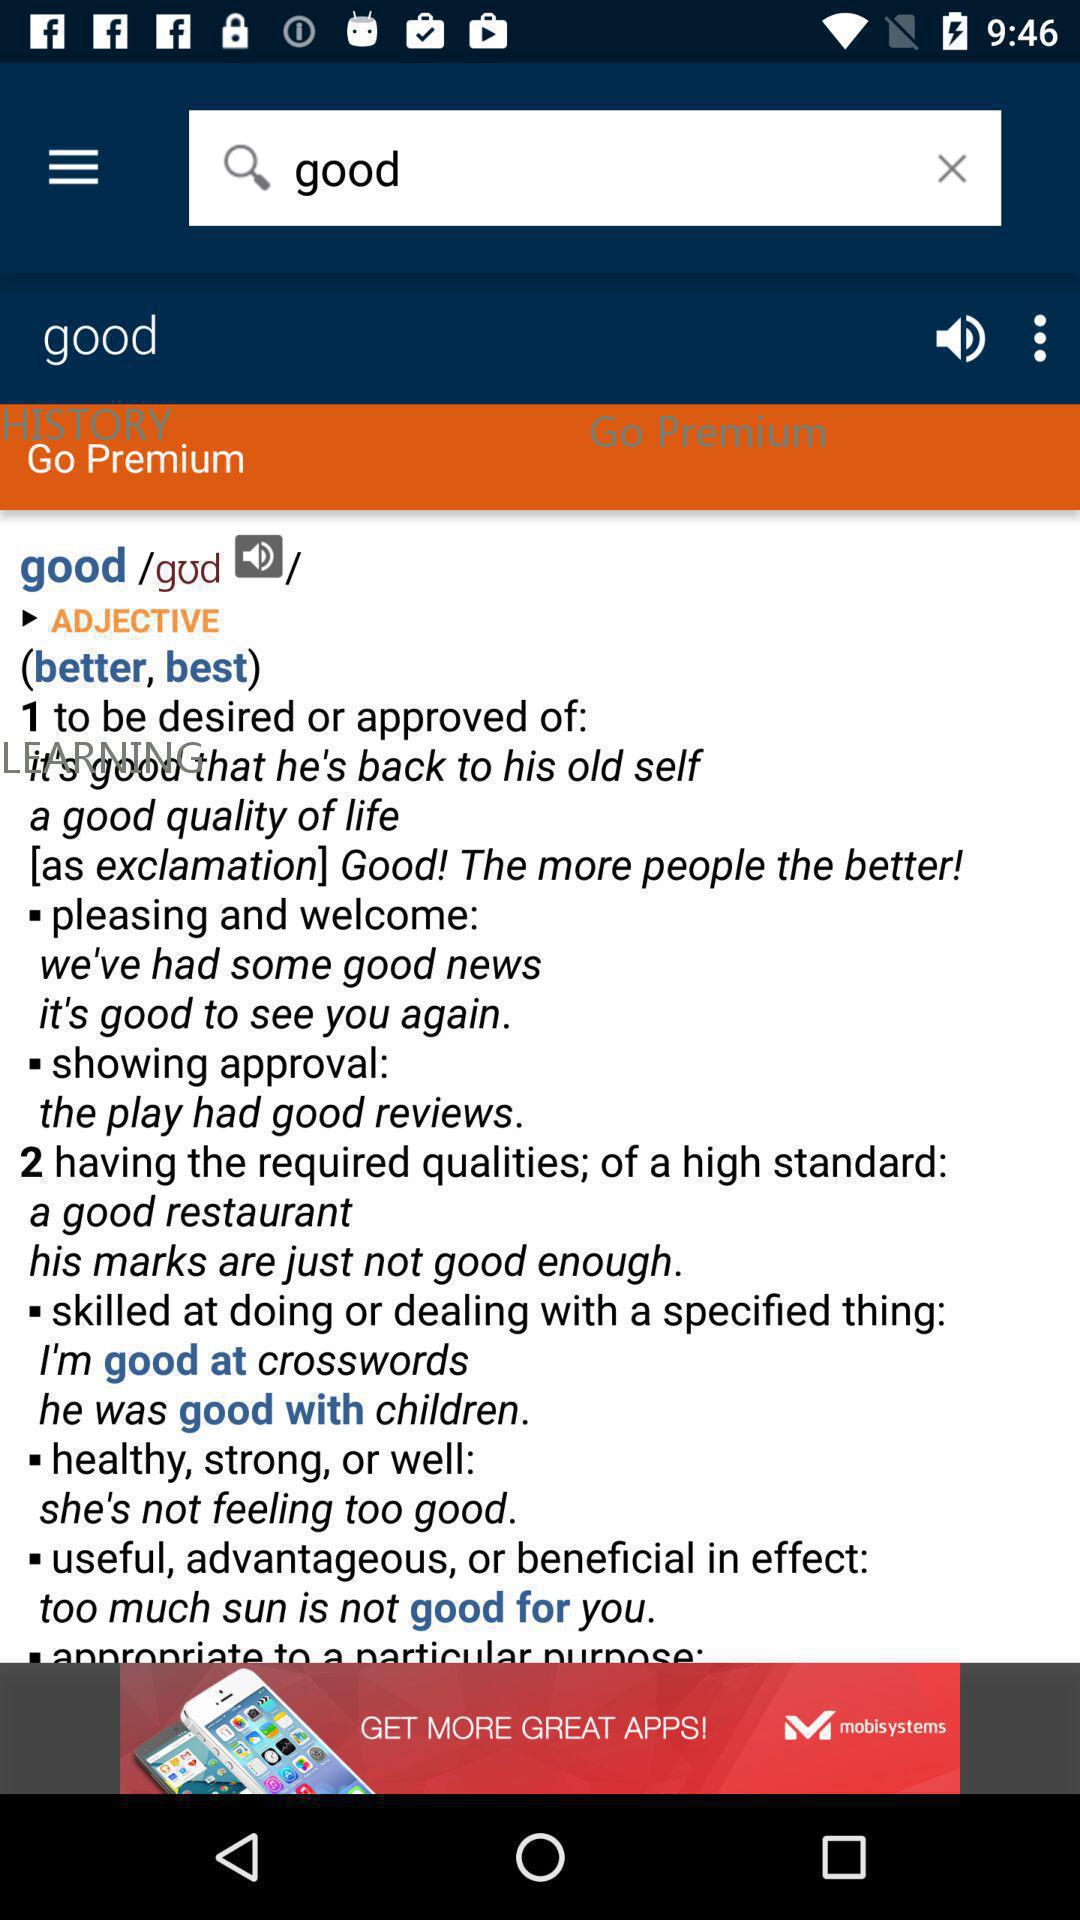 9:46
good
good
HISTORY
Go Premium
Go Premium
good /gʊd /
▶ ADJECTIVE
(better, best)
1 to be desired or approved of:
LEARNING
it's good that he's back to his old self
a good quality of life
[as exclamation] Good! The more people the better!
▪ pleasing and welcome:
we've had some good news
it's good to see you again.
▪ showing approval:
the play had good reviews.
2 having the required qualities; of a high standard:
a good restaurant
his marks are just not good enough.
▪ skilled at doing or dealing with a specified thing:
I'm good at crosswords
he was good with children.
▪ healthy, strong, or well:
she's not feeling too good.
▪ useful, advantageous, or beneficial in effect:
too much sun is not good for you.
▪ appropriate to a particular purpose:
GET MORE GREAT APPS!
mobisystems